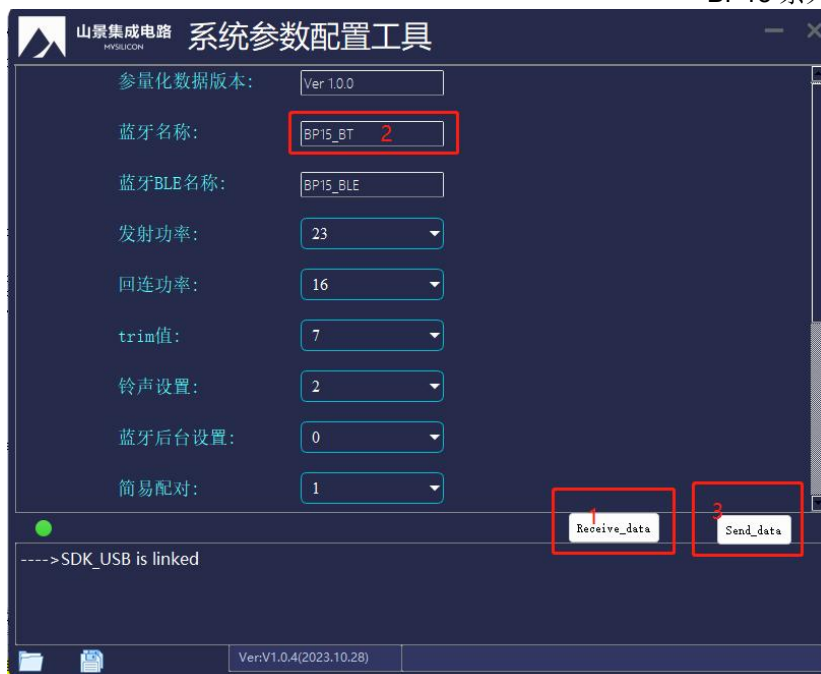 山景集成电路
MVSILICON
系统参数配置工具
参量化数据版本: Ver 1.0.0
蓝牙名称: BP15_BT 2
蓝牙BLE名称: BP15_BLE
发射功率: 23
回连功率: 16
trim值: 7
铃声设置: 2
蓝牙后台设置: 0
简易配对: 1
1 3
Receive_data Send_data
---->SDK_USB is linked
Ver:V1.0.4(2023.10.28)